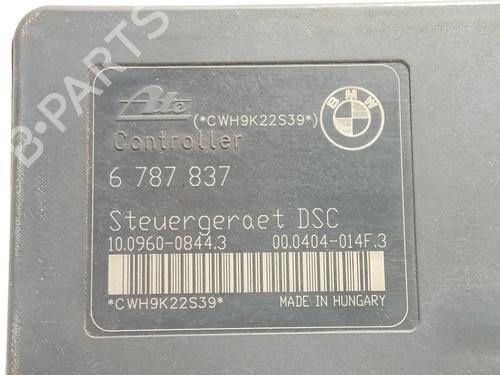 Ate
(*CWH9K22S39*)
BMW
Controller
6 787 837
Steuergeraet DSC
10.0960-0844.3 00.0404-014F.3
*CWH9K22S39*
MADE IN HUNGARY
B-PARTS